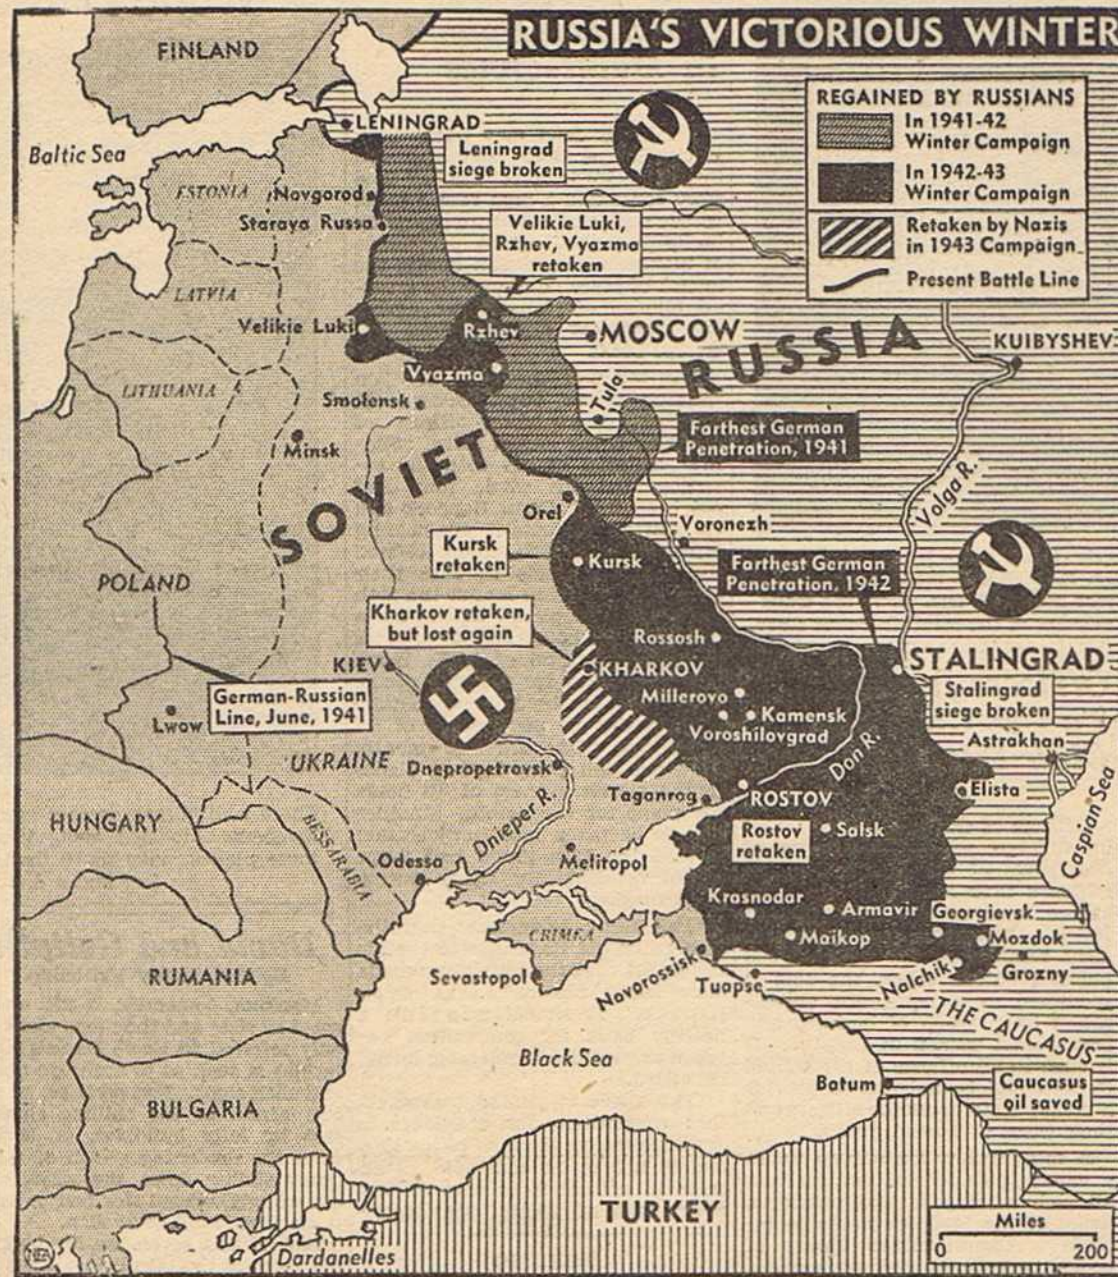 RUSSIA'S VICTORIOUS WINTER
FINLAND
REGAINED BY RUSSIANS
In 1941-42
Winter Campaign
In 1942-43
Winter Campaign
Retaken by Nazis
in 1943 Campaign
Present Battle Line
LENINGRAD
Leningrad
siege broken
Baltic Sea
ESTONIA
Novgorod
Staraya Russa
Velikie Luki,
Rzhev, Vyazma
retaken
LATVIA
Velikie Luki
Rzhev
MOSCOW
KUIBYSHEV
Vyazma
LITHUANIA
Smolensk
Tula
SOVIET RUSSIA
Minsk
Farthest German
Penetration, 1941
Volga R.
Orel
Voronezh
Kursk
retaken
Kursk
Farthest German
Penetration, 1942
POLAND
Kharkov retaken,
but lost again
Rossosh
KIEV
KHARKOV
STALINGRAD
German-Russian
Line, June, 1941
Millerovo
Stalingrad
siege broken
Lwow
Kamensk
Voroshilovgrad
Astrakhan
UKRAINE
Dnepropetrovsk
Don R.
Taganrog
ROSTOV
Elista
HUNGARY
Dnieper R.
Rostov
retaken
Salsk
Caspian Sea
BESSARABIA
Odessa
Melitopol
Krasnodar
Armavir
Georgievsk
CRIMEA
Maikop
Mozdok
RUMANIA
Sevastopol
Novorossisk
Tuapse
Nalchik
Grozny
THE CAUCASUS
Black Sea
Batum
Caucasus
oil saved
BULGARIA
TURKEY
Miles
0 200
Dardanelles
NEA